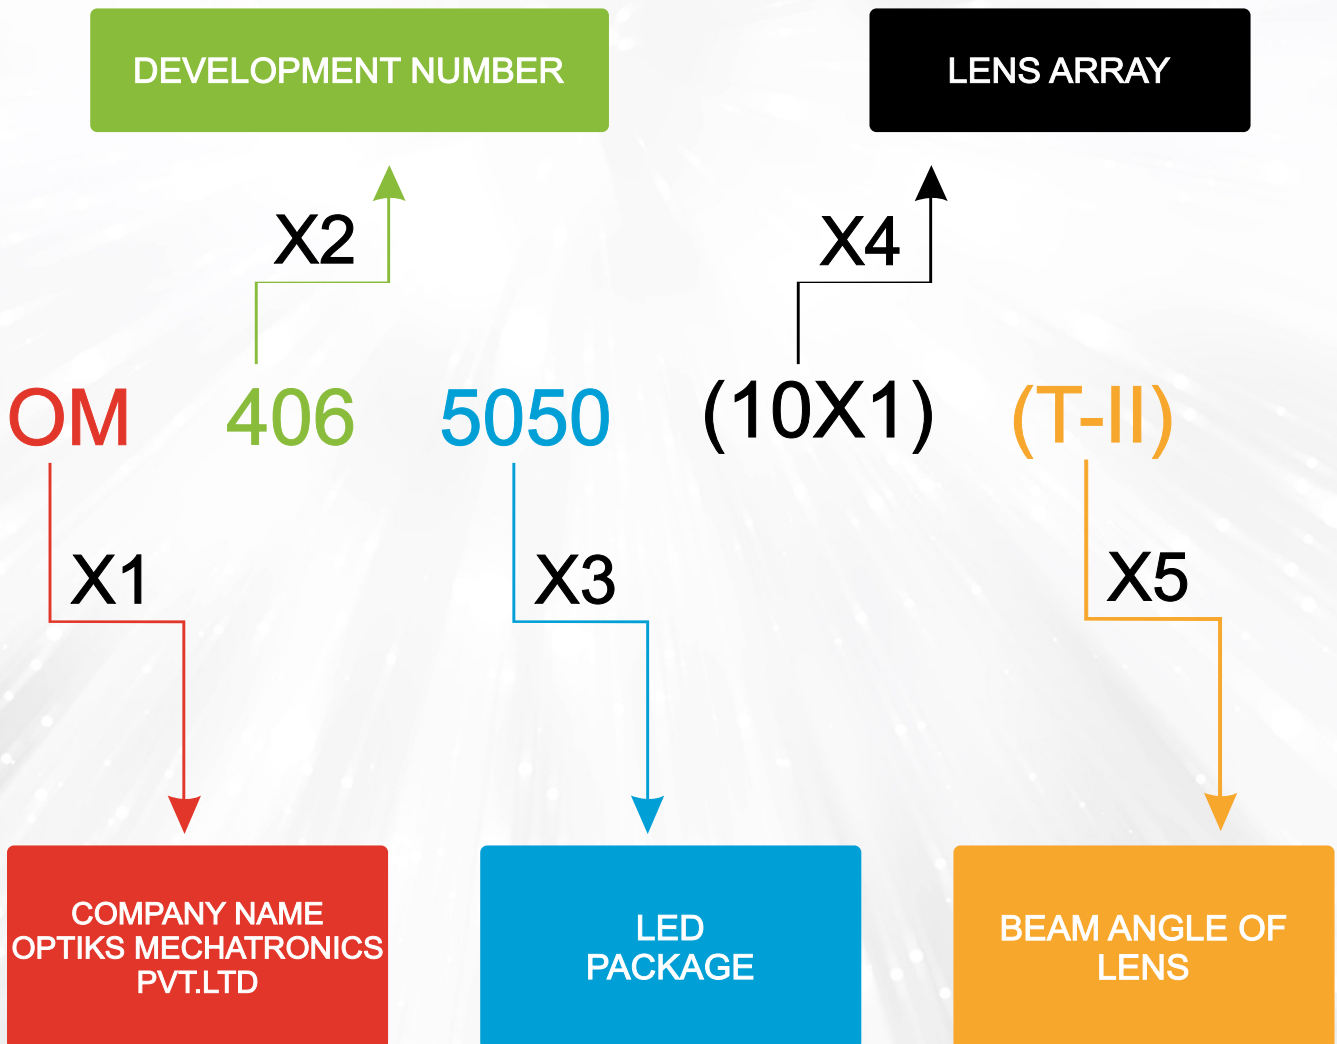 DEVELOPMENT NUMBER
LENS ARRAY
X2
X4
OM 406 5050 (10X1) (T-II)
X1
X3
X5
COMPANY NAME
OPTIKS MECHATRONICS
PVT.LTD
LED
PACKAGE
BEAM ANGLE OF
LENS